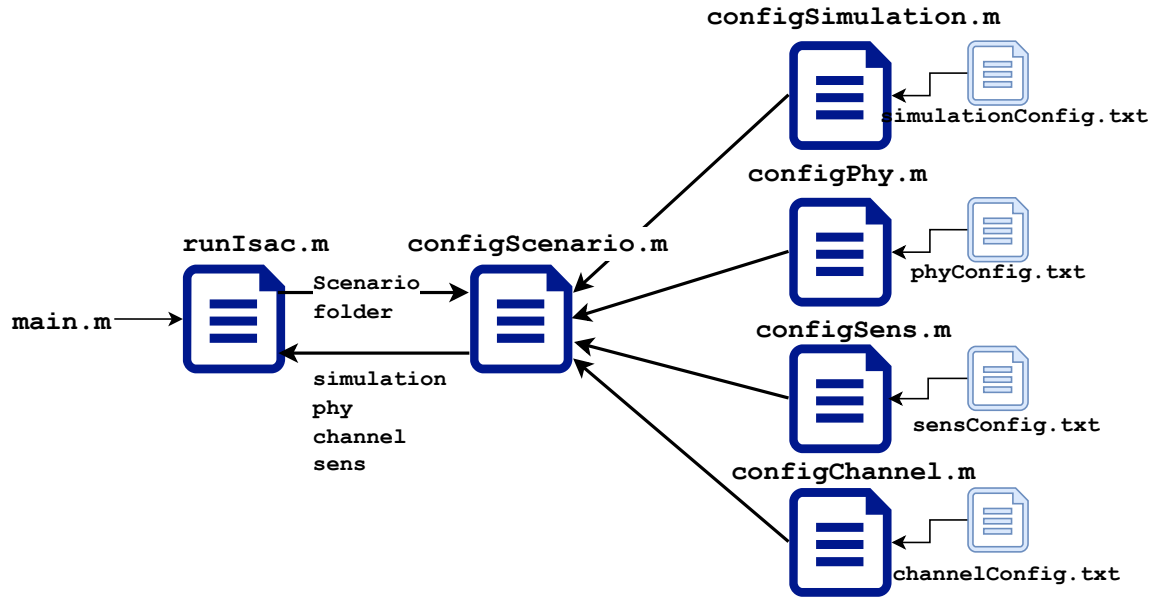 configSimulation.m
simulationConfig.txt
configPhy.m
phyConfig.txt
runIsac.m
configScenario.m
Scenario
folder
main.m
configSens.m
sensConfig.txt
simulation
phy
channel
sens
configChannel.m
channelConfig.txt